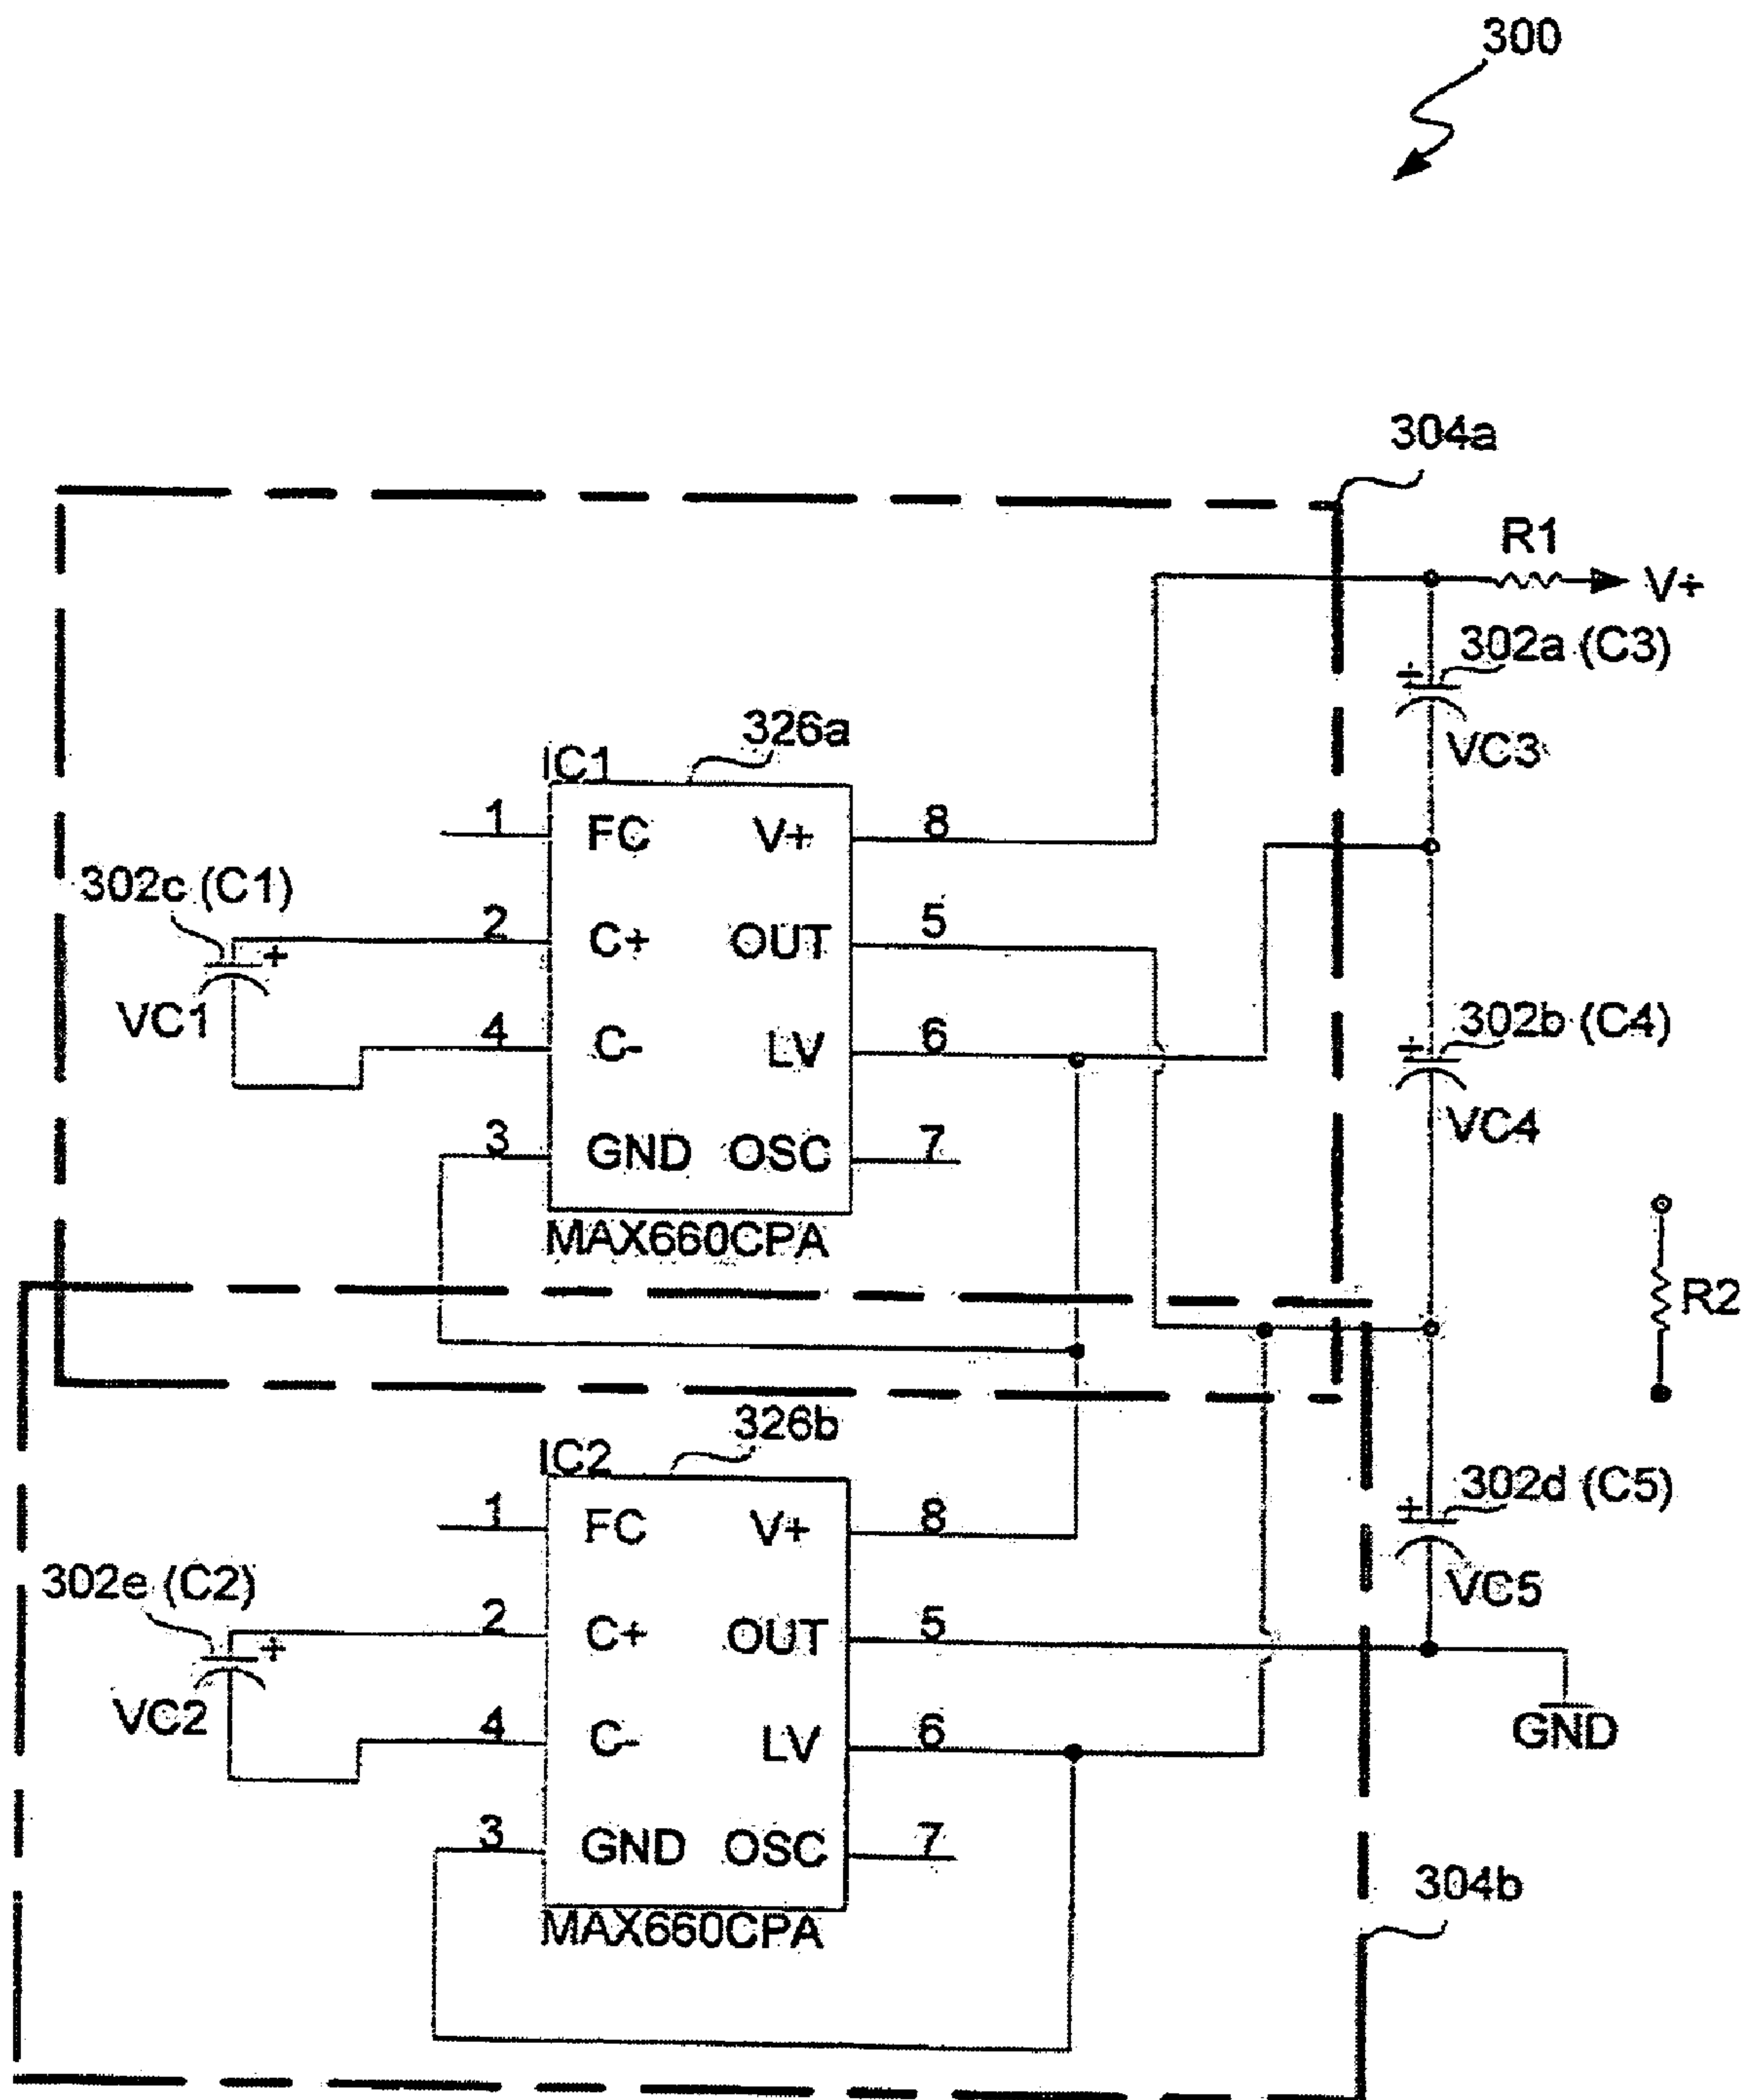 300
304a
R1
V+
302a (C3)
+
VC3
326a
IC1
1 FC V+ 8
302c (C1)
2 C+ OUT 5
+
VC1
4 C- LV 6
302b (C4)
+
VC4
3 GND OSC 7
MAX660CPA
R2
326b
IC2
302d (C5)
+
1 FC V+ 8
302e (C2)
VC5
2 C+ OUT 5
+
VC2
4 C- LV 6
GND
3 GND OSC 7
304b
MAX660CPA